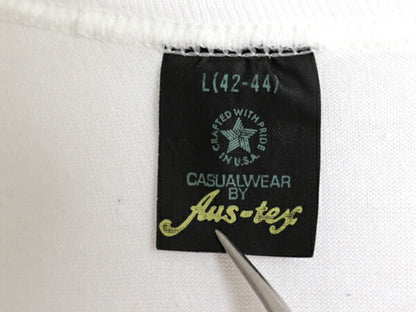 L(42-44)
CRAFTED WITH PRIDE
IN U.S.A.
CASUALWEAR
BY
Aus-tex